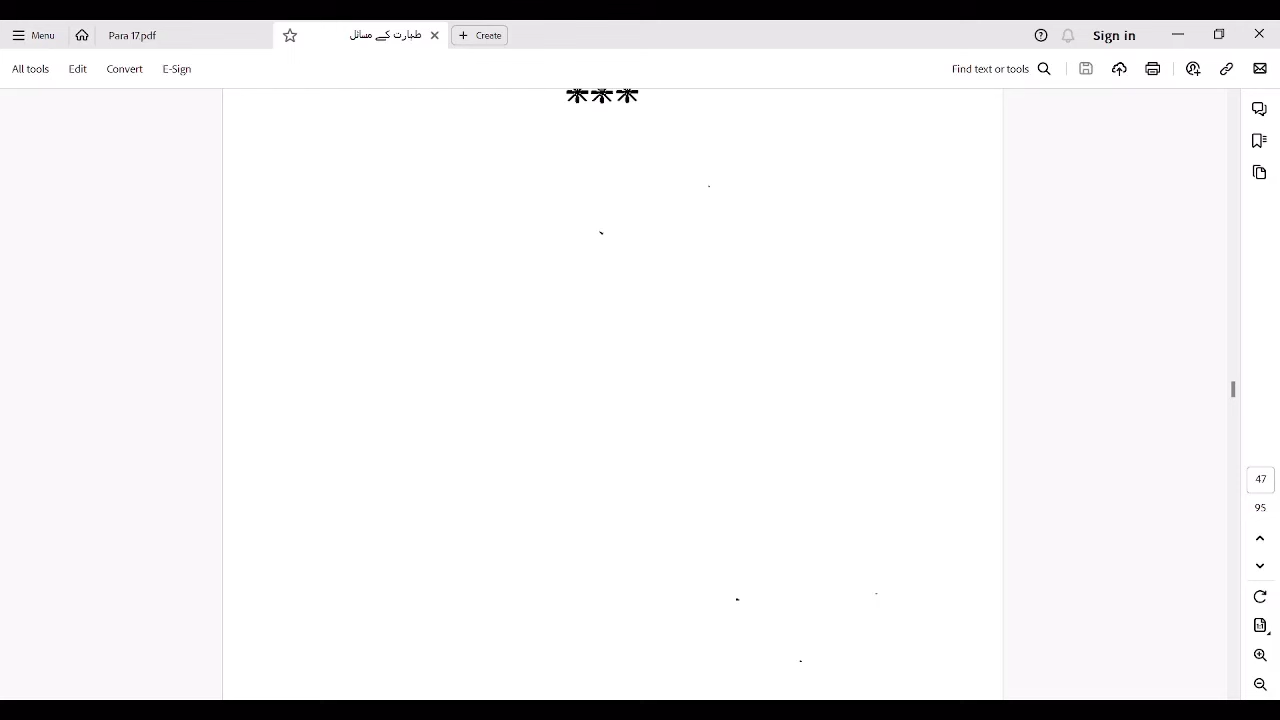 Menu
Para 17.pdf
طہارت کے مسائل
Create
Sign in
All tools
Edit
Convert
E-Sign
Find text or tools
***
47
95